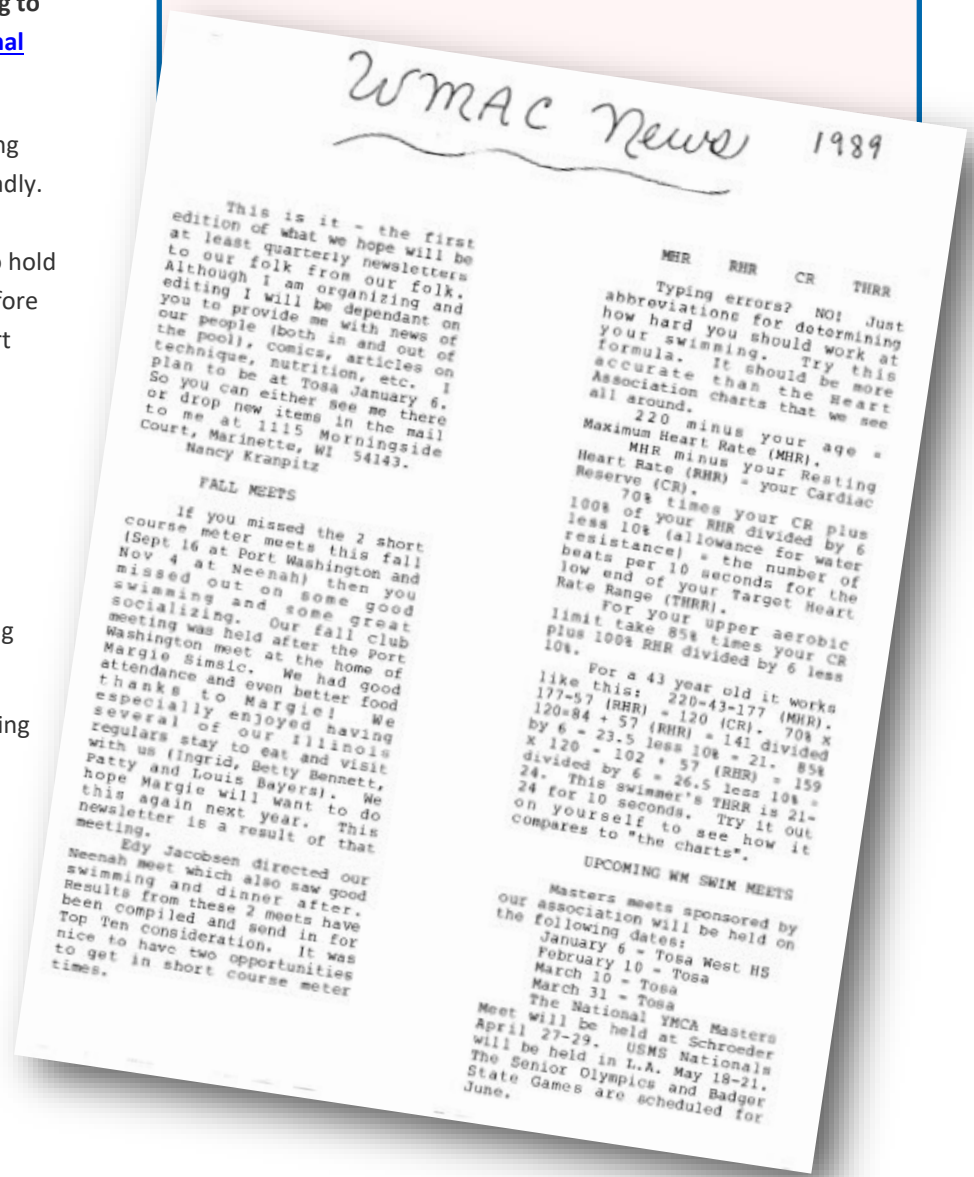 g to
nal
ng
ndly.
o hold
fore
rt
g
ing
WMAC News 1989
This is it - the first
edition of what we hope will be
at least quarterly newsletters
to our folk from our folk.
Although I am organizing and
editing I will be dependant on
you to provide me with news of
our people (both in and out of
the pool), comics, articles on
technique, nutrition, etc. I
plan to be at Tosa January 6.
So you can either see me there
or drop new items in the mail
to me at 1115 Morningside
Court, Marinette, WI 54143.
Nancy Kranpitz
FALL MEETS
If you missed the 2 short
course meter meets this fall
(Sept 16 at Port Washington and
Nov 4 at Neenah) then you
missed out on some good
swimming and some great
socializing. Our fall club
meeting was held after the Port
Washington meet at the home of
Margie Simsic. We had good
attendance and even better food
thanks to Margie! We
especially enjoyed having
several of our Illinois
regulars stay to eat and visit
with us (Ingrid, Betty Bennett,
Patty and Louis Bayers). We
hope Margie will want to do
this again next year. This
newsletter is a result of that
meeting.
Edy Jacobsen directed our
Neenah meet which also saw good
swimming and dinner after.
Results from these 2 meets have
been compiled and send in for
Top Ten consideration. It was
nice to have two opportunities
to get in short course meter
times.
MHR RHR CR THRR
Typing errors? NO! Just
abbreviations for determining
how hard you should work at
your swimming. Try this
formula. It should be more
accurate than the Heart
Association charts that we see
all around.
220 minus your age =
Maximum Heart Rate (MHR).
MHR minus your Resting
Heart Rate (RHR) = your Cardiac
Reserve (CR).
70% times your CR plus
100% of your RHR divided by 6
less 10% (allowance for water
resistance) = the number of
beats per 10 seconds for the
low end of your Target Heart
Rate Range (THRR).
For your upper aerobic
limit take 85% times your CR
plus 100% RHR divided by 6 less
10%.
For a 43 year old it works
like this: 220-43-177 (MHR).
177-57 (RHR) = 120 (CR). 70% x
120=84 + 57 (RHR) = 141 divided
by 6 = 23.5 less 10% = 21. 85%
x 120 = 102 + 57 (RHR) = 159
divided by 6 = 26.5 less 10% =
24. This swimmer's THRR is 21-
24 for 10 seconds. Try it out
on yourself to see how it
compares to "the charts".
UPCOMING WM SWIM MEETS
Masters meets sponsored by
our association will be held on
the following dates:
January 6 - Tosa West HS
February 10 - Tosa
March 10 - Tosa
March 31 - Tosa
The National YMCA Masters
Meet will be held at Schroeder
April 27-29. USMS Nationals
will be held in L.A. May 18-21.
The Senior Olympics and Badger
State Games are scheduled for
June.